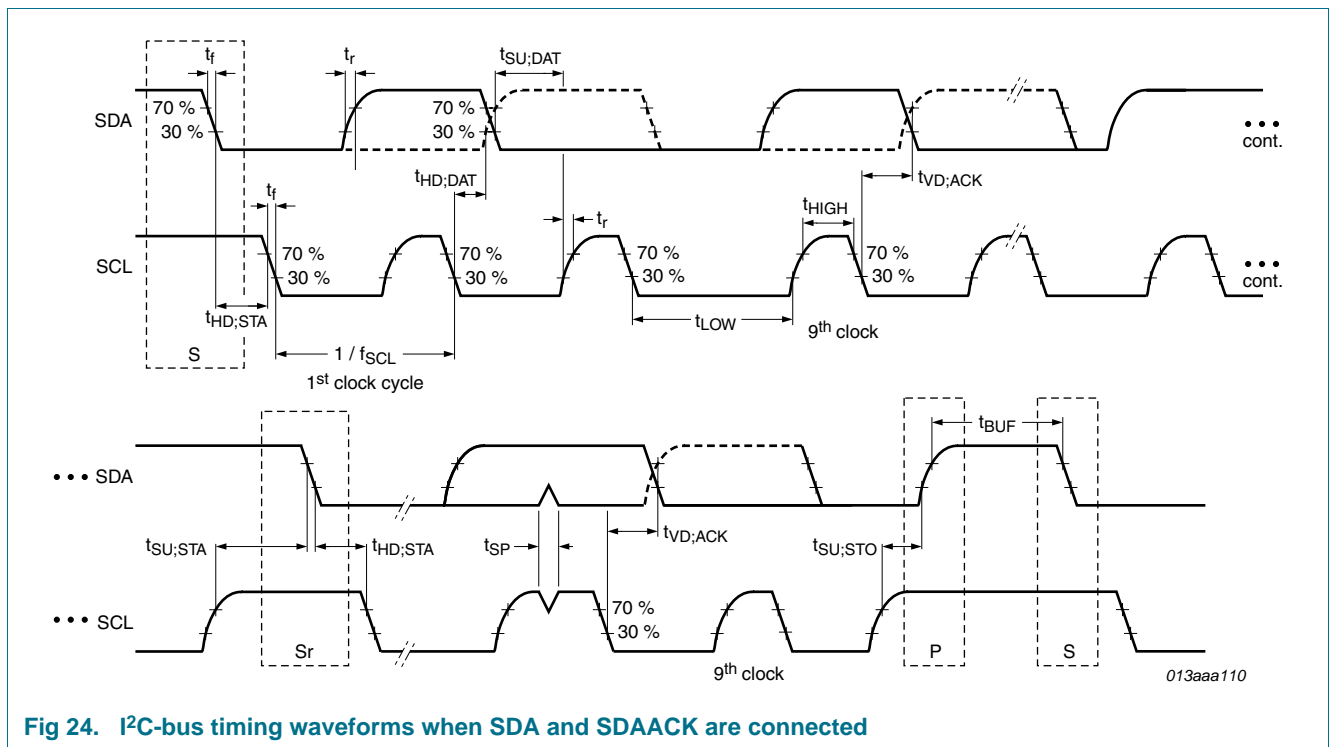 tf
tr
tSU;DAT
SDA
70 %
30 %
70 %
30 %
•••
cont.
tHD;DAT
tVD;ACK
tf
tr
tHIGH
SCL
70 %
30 %
70 %
30 %
70 %
30 %
70 %
30 %
•••
cont.
tHD;STA
tLOW
9th clock
S
1 / fSCL
1st clock cycle
tBUF
••• SDA
tSU;STA
tHD;STA
tSP
tVD;ACK
tSU;STO
••• SCL
70 %
30 %
Sr
9th clock
P
S
013aaa110
Fig 24. I²C-bus timing waveforms when SDA and SDAACK are connected